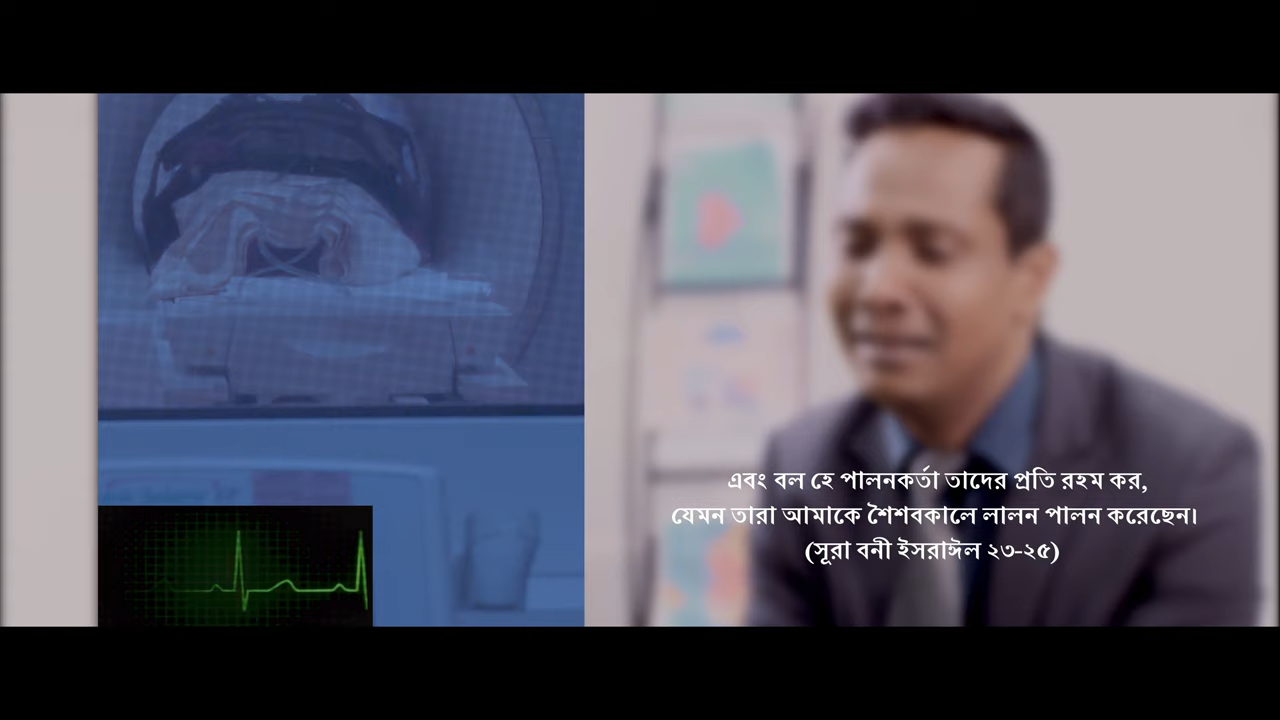 এবং বল হে পালনকর্তা তাদের প্রতি রহম কর,
যেমন তারা আমাকে শৈশবকালে লালন পালন করেছেন।
(সূরা বনী ইসরাঈল ২৩-২৫)